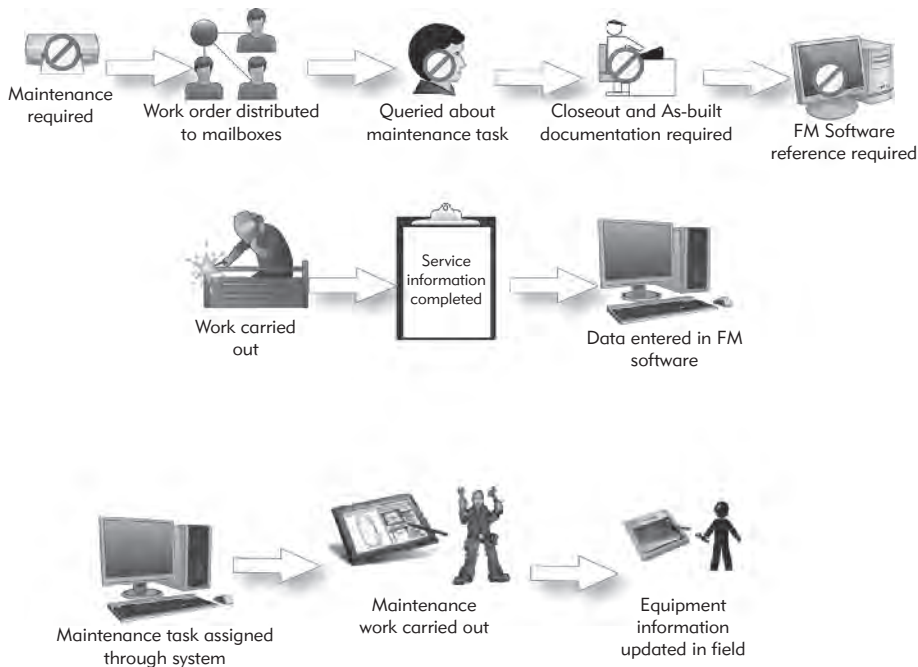 Maintenance
required
Work order distributed
to mailboxes
Queried about
maintenance task
Closeout and As-built
documentation required
FM Software
reference required
Work carried
out
Service
information
completed
Data entered in FM
software
Maintenance task assigned
through system
Maintenance
work carried out
Equipment
information
updated in field